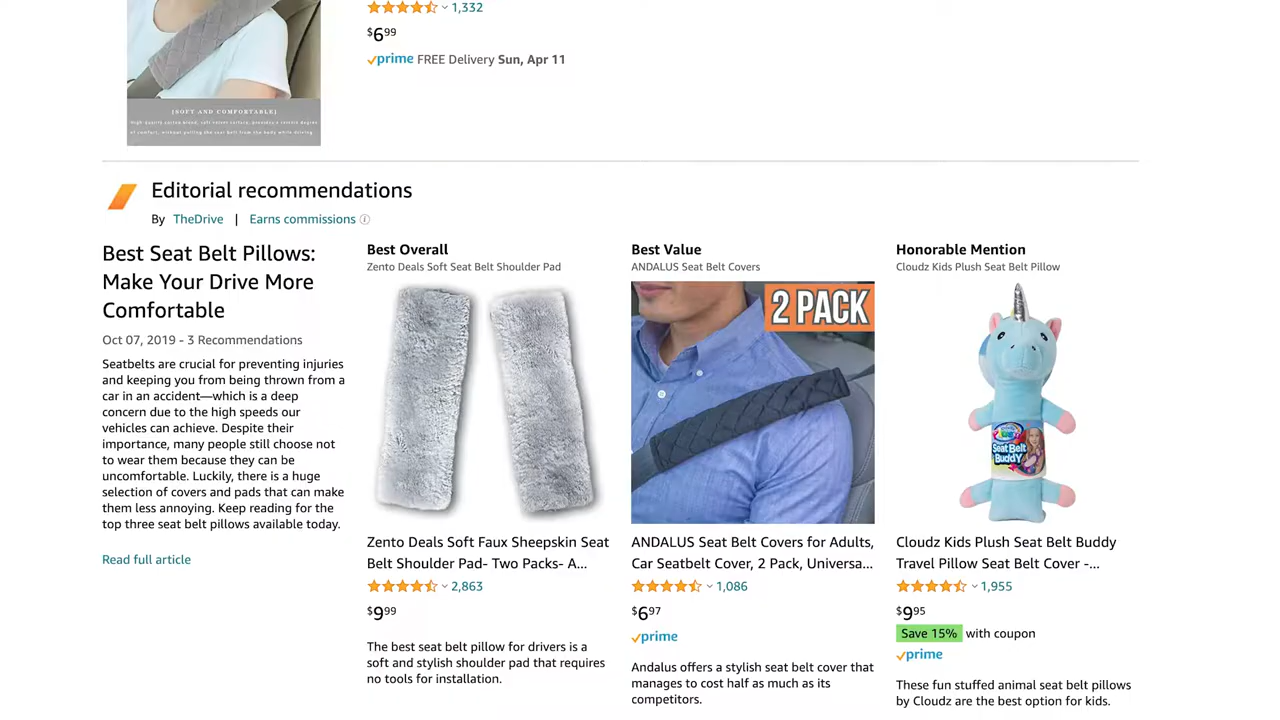 1,332
$6⁹⁹
prime FREE Delivery Sun, Apr 11
[SOFT AND COMFORTABLE]
Editorial recommendations
By TheDrive | Earns commissions
Best Seat Belt Pillows:
Make Your Drive More
Comfortable
Oct 07, 2019 - 3 Recommendations
Seatbelts are crucial for preventing injuries
and keeping you from being thrown from a
car in an accident—which is a deep
concern due to the high speeds our
vehicles can achieve. Despite their
importance, many people still choose not
to wear them because they can be
uncomfortable. Luckily, there is a huge
selection of covers and pads that can make
them less annoying. Keep reading for the
top three seat belt pillows available today.
Read full article
Best Overall
Zento Deals Soft Seat Belt Shoulder Pad
Zento Deals Soft Faux Sheepskin Seat
Belt Shoulder Pad- Two Packs- A...
2,863
$9⁹⁹
The best seat belt pillow for drivers is a
soft and stylish shoulder pad that requires
no tools for installation.
Best Value
ANDALUS Seat Belt Covers
2 PACK
ANDALUS Seat Belt Covers for Adults,
Car Seatbelt Cover, 2 Pack, Universa...
1,086
$6⁹⁷
prime
Andalus offers a stylish seat belt cover that
manages to cost half as much as its
competitors.
Honorable Mention
Cloudz Kids Plush Seat Belt Pillow
Seat Belt
Buddy
Cloudz Kids Plush Seat Belt Buddy
Travel Pillow Seat Belt Cover -...
1,955
$9⁹⁵
Save 15% with coupon
prime
These fun stuffed animal seat belt pillows
by Cloudz are the best option for kids.